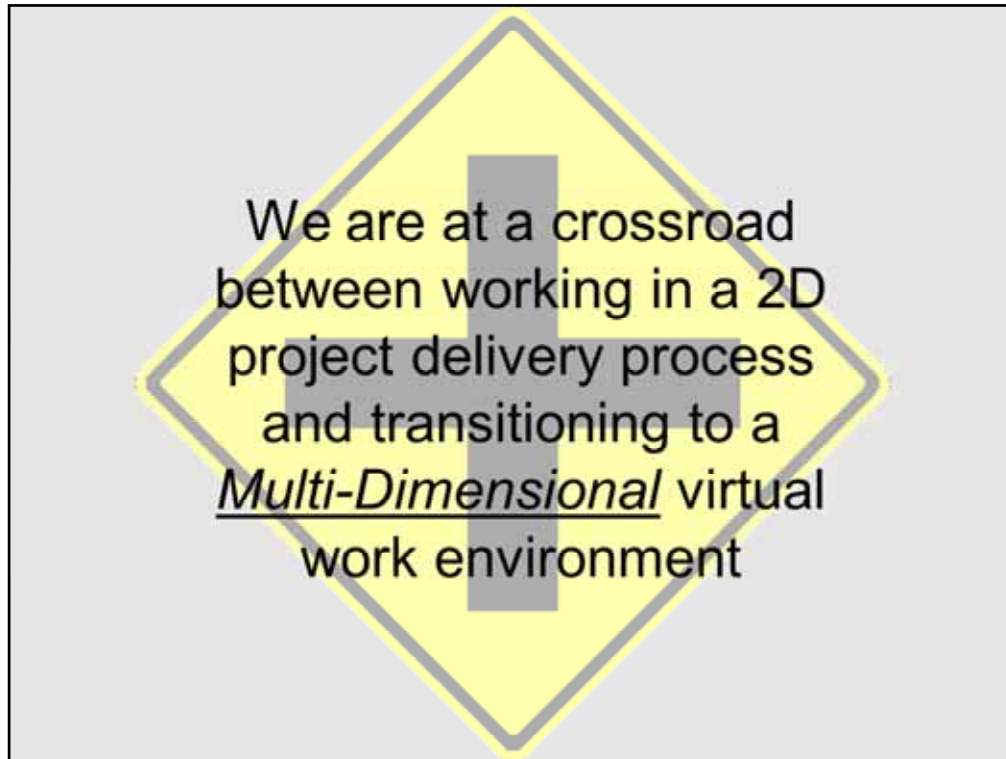 We are at a crossroad
between working in a 2D
project delivery process
and transitioning to a
Multi-Dimensional virtual
work environment